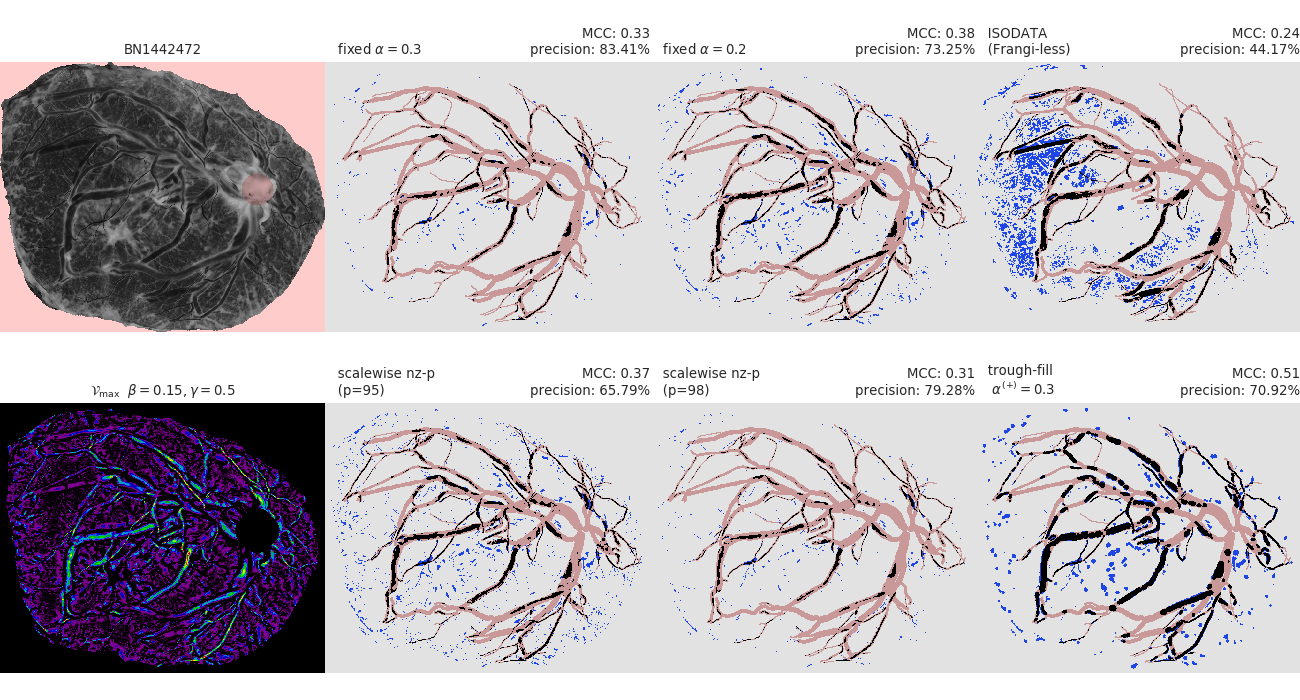 BN1442472
fixed α = 0.3
MCC: 0.33
precision: 83.41%
fixed α = 0.2
MCC: 0.38
precision: 73.25%
ISODATA
(Frangi-less)
MCC: 0.24
precision: 44.17%
𝒱max β = 0.15, γ = 0.5
scalewise nz-p
(p=95)
MCC: 0.37
precision: 65.79%
scalewise nz-p
(p=98)
MCC: 0.31
precision: 79.28%
trough-fill
α(+) = 0.3
MCC: 0.51
precision: 70.92%